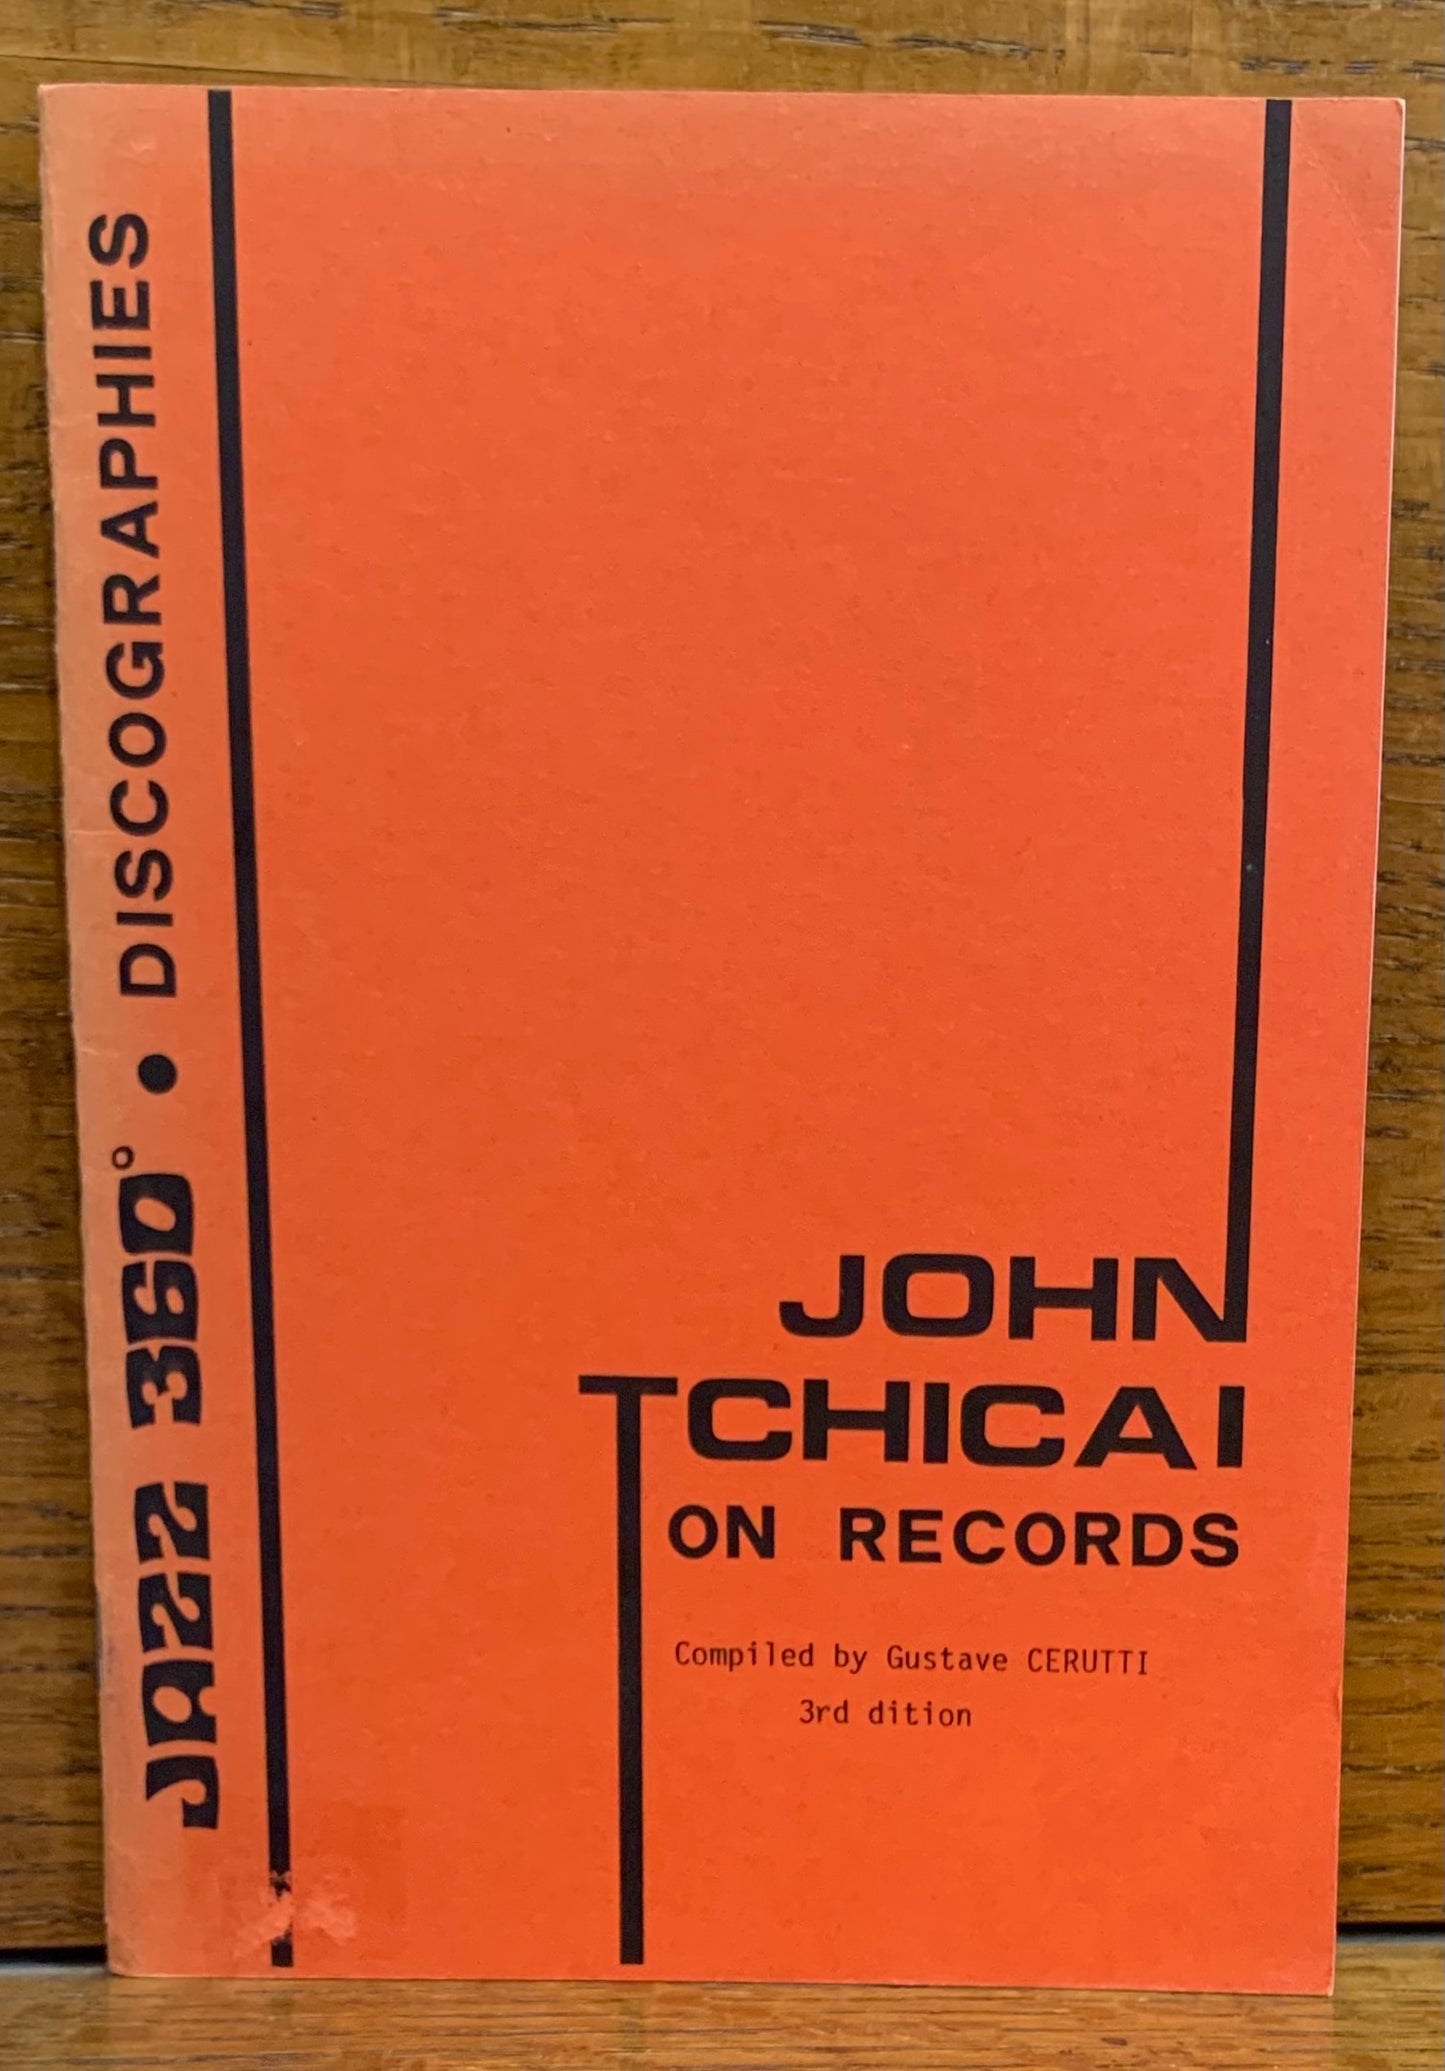 JAZZ 360° • DISCOGRAPHIES
JOHN
TCHICAI
ON RECORDS
Compiled by Gustave CERUTTI
3rd dition